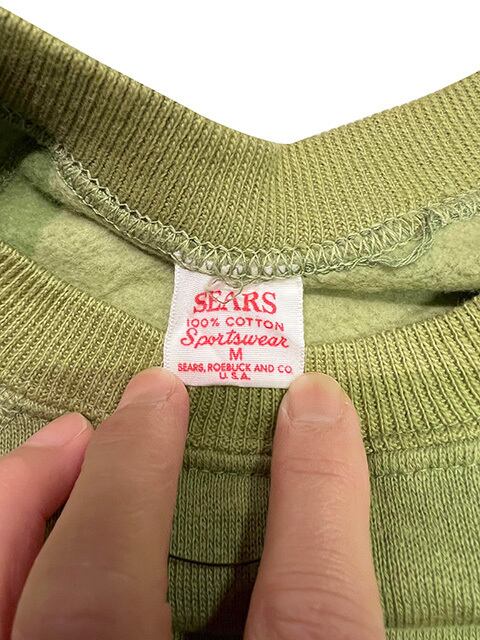 SEARS
100% COTTON
Sportswear
M
SEARS, ROEBUCK AND CO.
U.S.A.